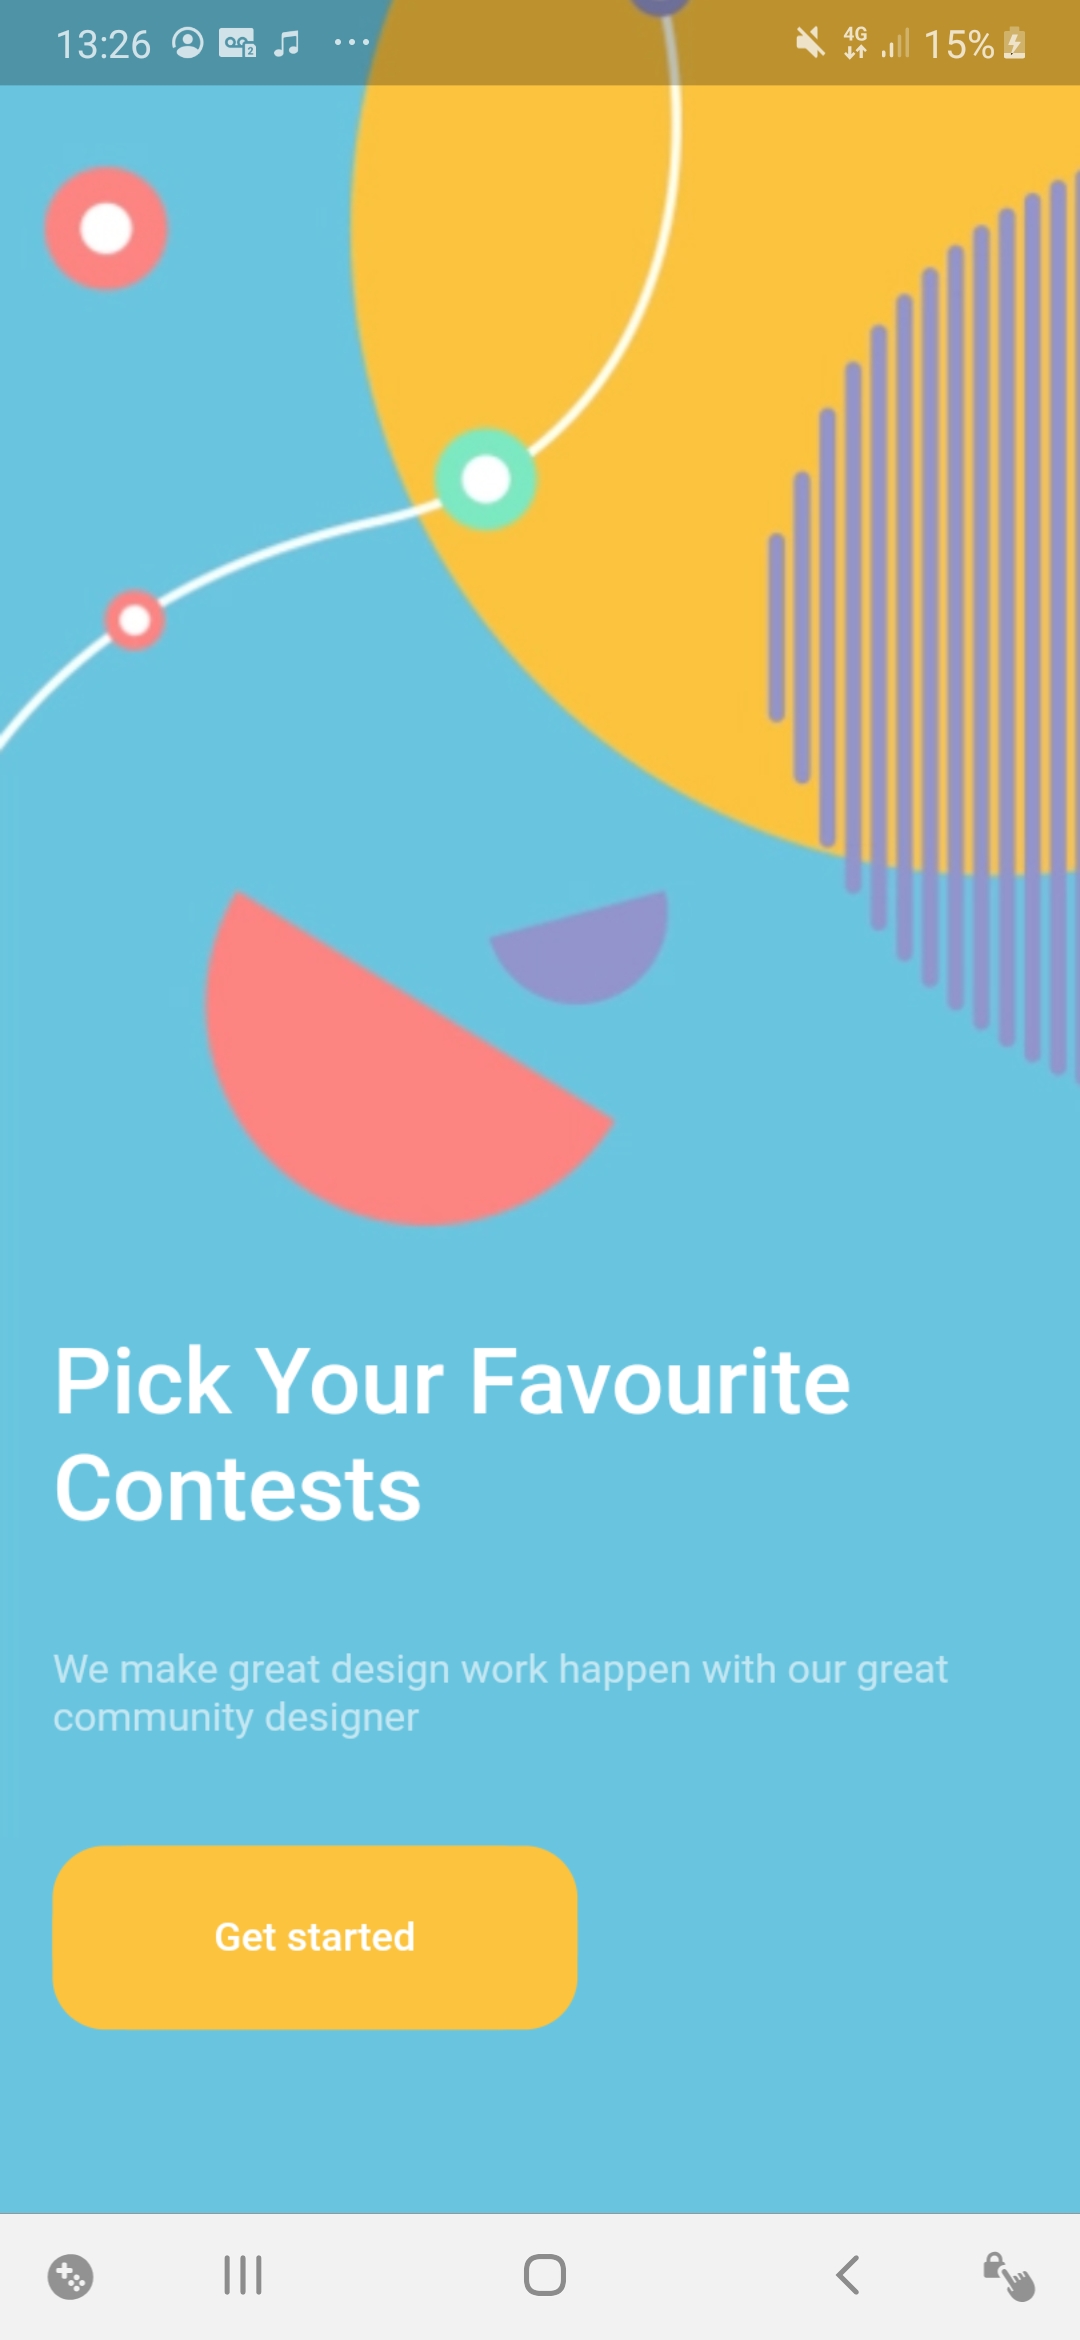 13:26 4G 15%
Pick Your Favourite
Contests
We make great design work happen with our great
community designer
Get started